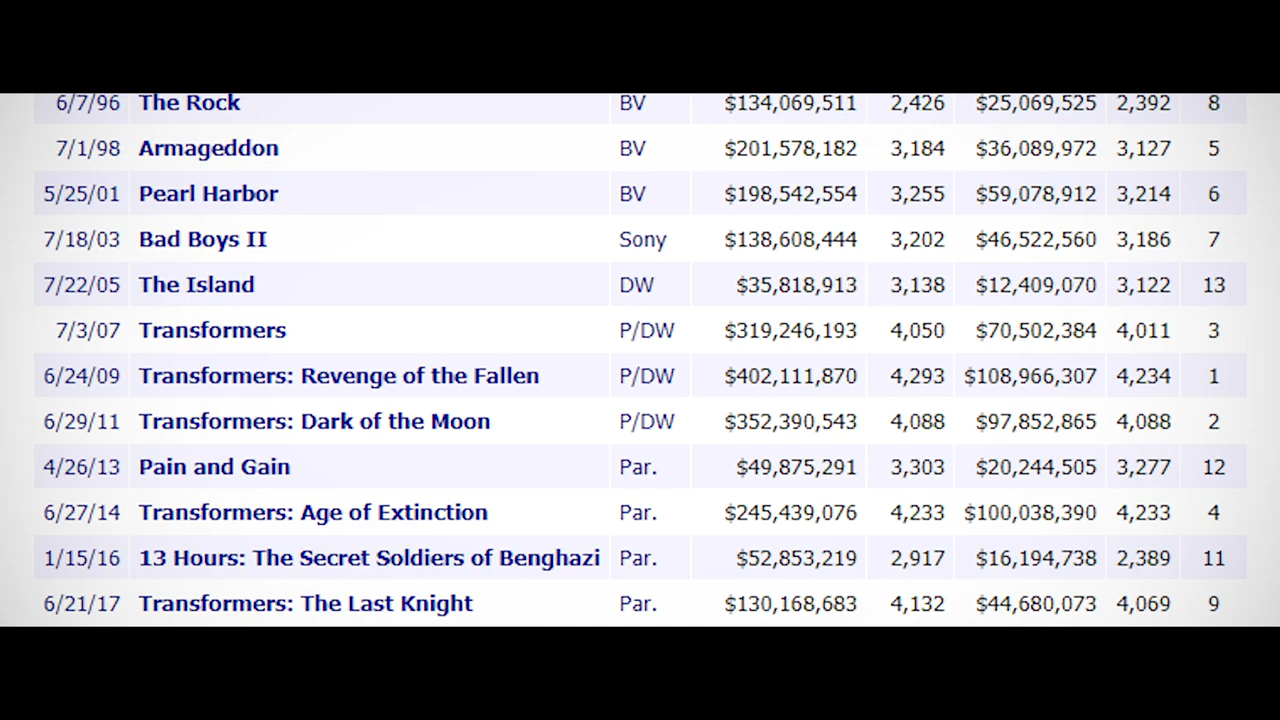 6/7/96 The Rock BV $134,069,511 2,426 $25,069,525 2,392 8
7/1/98 Armageddon BV $201,578,182 3,184 $36,089,972 3,127 5
5/25/01 Pearl Harbor BV $198,542,554 3,255 $59,078,912 3,214 6
7/18/03 Bad Boys II Sony $138,608,444 3,202 $46,522,560 3,186 7
7/22/05 The Island DW $35,818,913 3,138 $12,409,070 3,122 13
7/3/07 Transformers P/DW $319,246,193 4,050 $70,502,384 4,011 3
6/24/09 Transformers: Revenge of the Fallen P/DW $402,111,870 4,293 $108,966,307 4,234 1
6/29/11 Transformers: Dark of the Moon P/DW $352,390,543 4,088 $97,852,865 4,088 2
4/26/13 Pain and Gain Par. $49,875,291 3,303 $20,244,505 3,277 12
6/27/14 Transformers: Age of Extinction Par. $245,439,076 4,233 $100,038,390 4,233 4
1/15/16 13 Hours: The Secret Soldiers of Benghazi Par. $52,853,219 2,917 $16,194,738 2,389 11
6/21/17 Transformers: The Last Knight Par. $130,168,683 4,132 $44,680,073 4,069 9